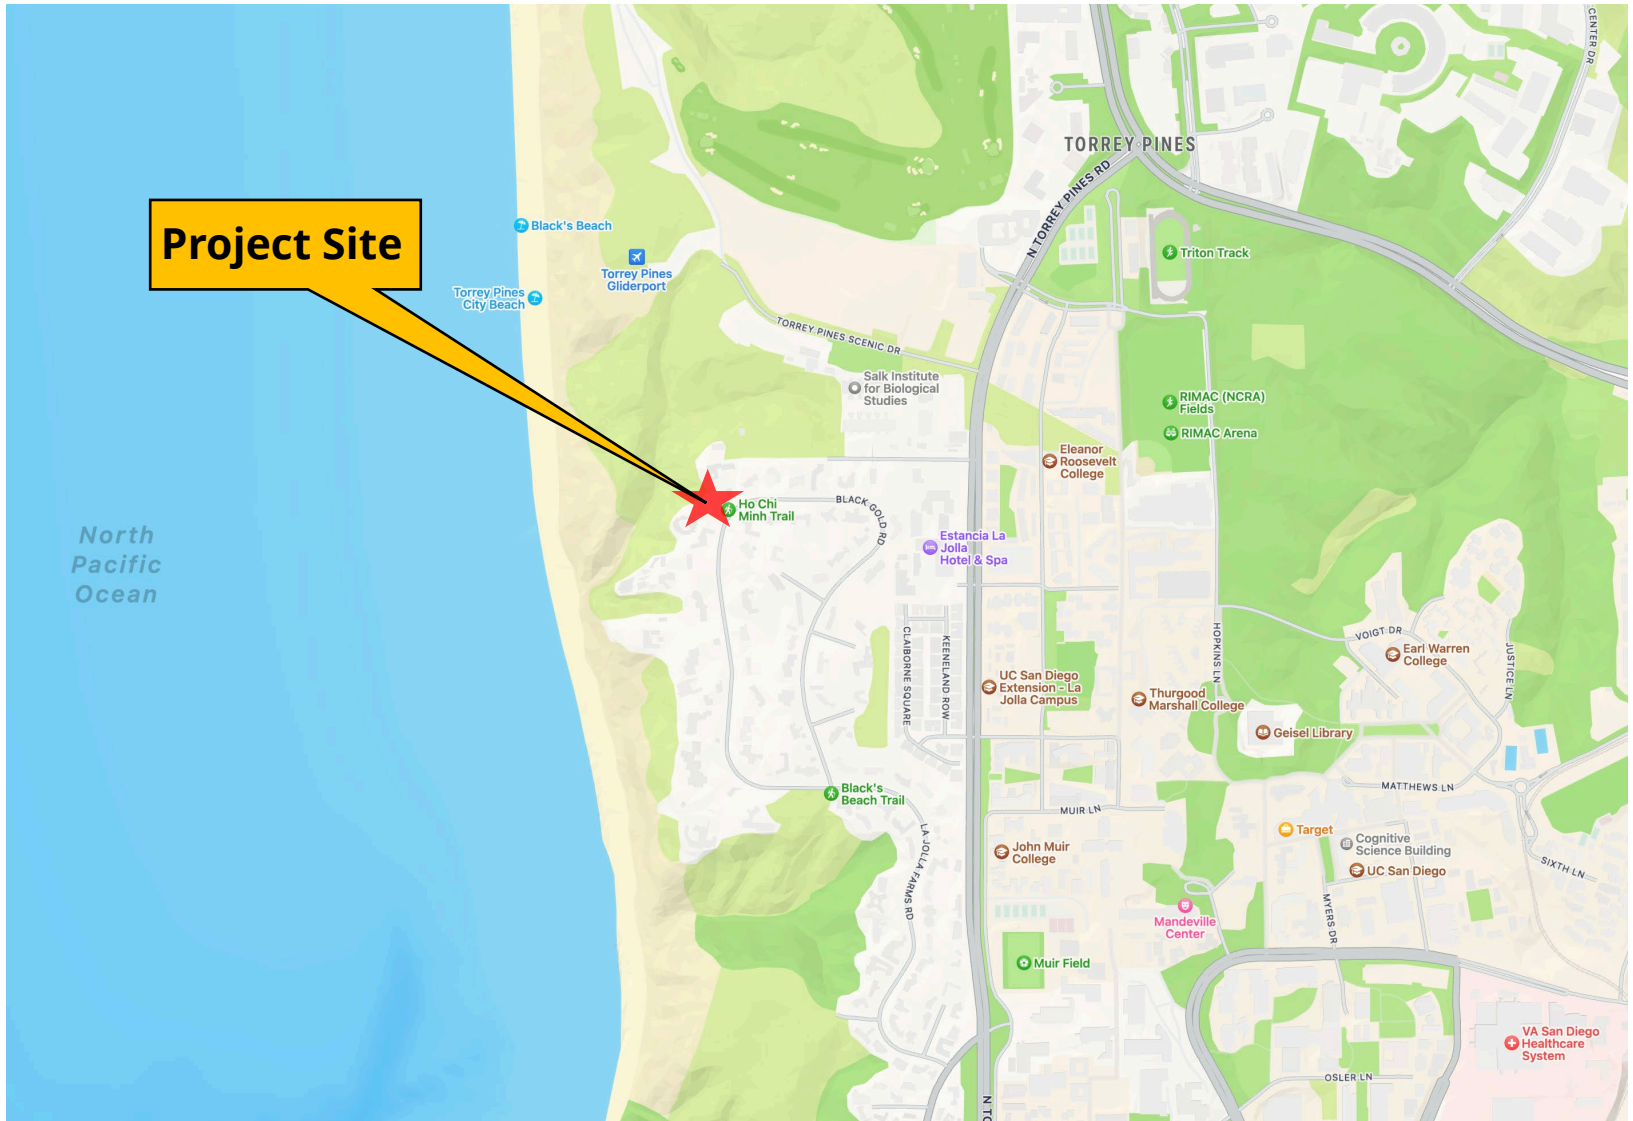 CENTER DR
TORREY PINES
N TORREY PINES RD
Project Site
Black's Beach
Torrey Pines
Gliderport
Torrey Pines
City Beach
Triton Track
TORREY PINES SCENIC DR
Salk Institute
for Biological
Studies
RIMAC (NCRA)
Fields
RIMAC Arena
Eleanor
Roosevelt
College
Ho Chi
Minh Trail
BLACK GOLD RD
Estancia La
Jolla
Hotel & Spa
North
Pacific
Ocean
CLAIBORNE SQUARE
KEENELAND ROW
HOPKINS LN
VOIGT DR
JUSTICE LN
Earl Warren
College
UC San Diego
Extension - La
Jolla Campus
Thurgood
Marshall College
Geisel Library
Black's
Beach Trail
MATTHEWS LN
MUIR LN
LA JOLLA FARMS RD
John Muir
College
Target
Cognitive
Science Building
UC San Diego
SIXTH LN
MYERS DR
Mandeville
Center
Muir Field
VA San Diego
Healthcare
System
OSLER LN
N TO